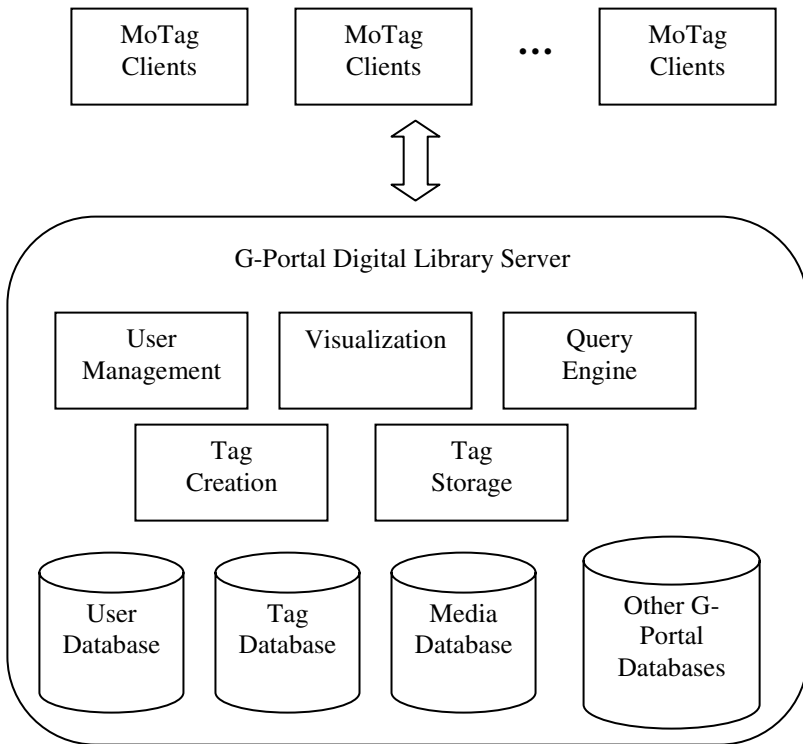 MoTag
Clients
MoTag
Clients
...
MoTag
Clients
G-Portal Digital Library Server
User
Management
Visualization
Query
Engine
Tag
Creation
Tag
Storage
User
Database
Tag
Database
Media
Database
Other G-
Portal
Databases